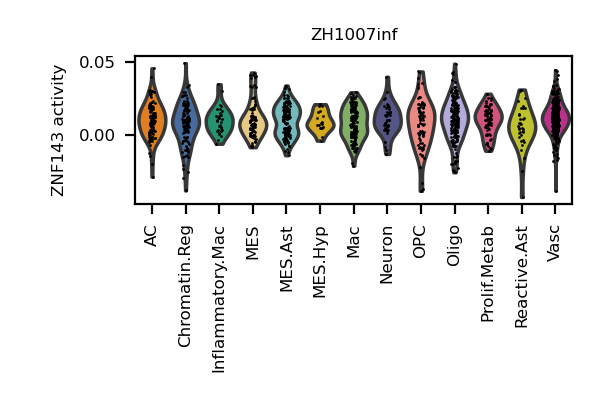 ZH1007inf
ZNF143 activity
0.05
0.00
AC
Chromatin.Reg
Inflammatory.Mac
MES
MES.Ast
MES.Hyp
Mac
Neuron
OPC
Oligo
Prolif.Metab
Reactive.Ast
Vasc